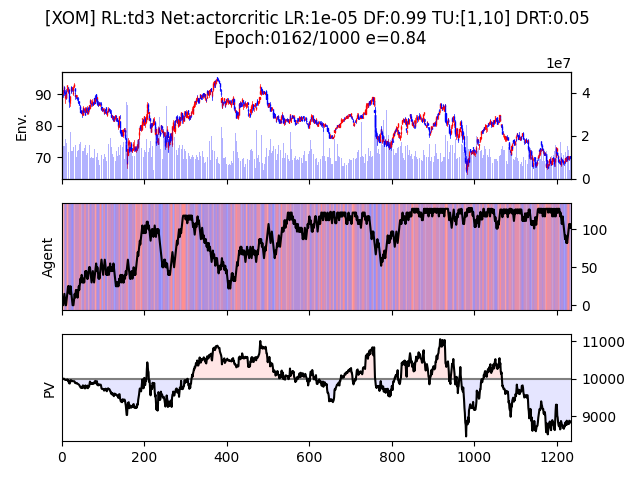 [XOM] RL:td3 Net:actorcritic LR:1e-05 DF:0.99 TU:[1,10] DRT:0.05
Epoch:0162/1000 e=0.84
1e7
Env.
90
80
70
4
2
0
Agent
100
50
0
PV
11000
10000
9000
0 200 400 600 800 1000 1200